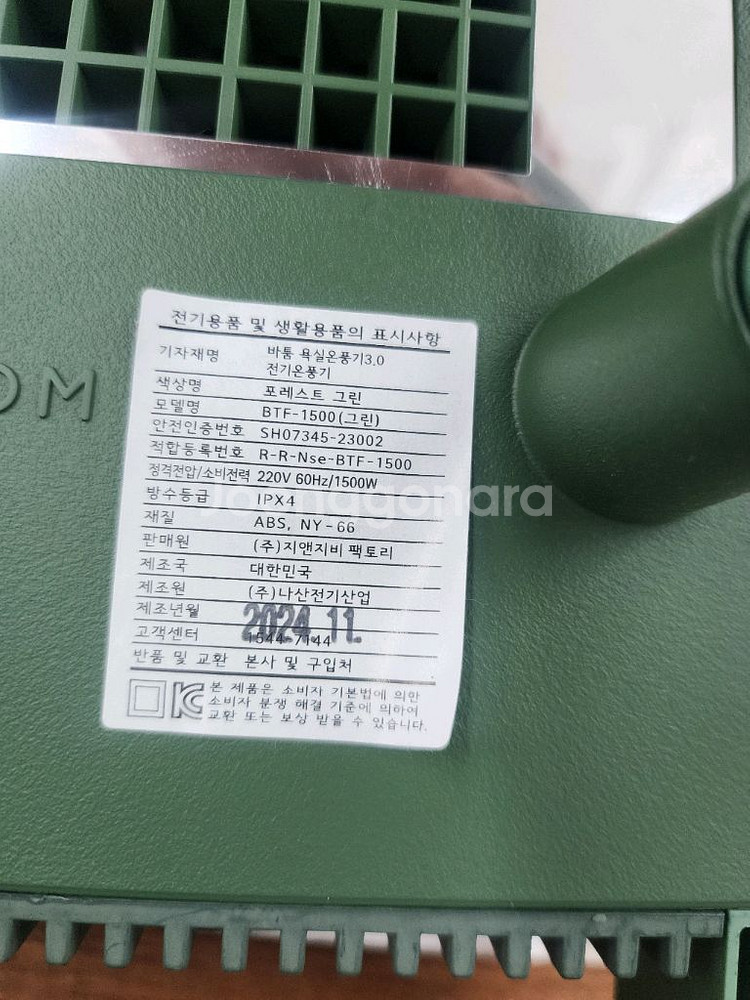 전기용품 및 생활용품의 표시사항
기자재명 바툼 욕실온풍기3.0
전기온풍기
색상명 포레스트 그린
모델명 BTF-1500(그린)
안전인증번호 SH07345-23002
적합등록번호 R-R-Nse-BTF-1500
정격전압/소비전력 220V 60Hz/1500W
방수등급 IPX4
재질 ABS, NY-66
판매원 (주)지앤지비 팩토리
제조국 대한민국
제조원 (주)나산전기산업
제조년월 2024.11.
고객센터 1544-7144
반품 및 교환 본사 및 구입처
본 제품은 소비자 기본법에 의한
소비자 분쟁 해결 기준에 의하여
교환 또는 보상 받을 수 있습니다.
KC
OM
Joonggonara